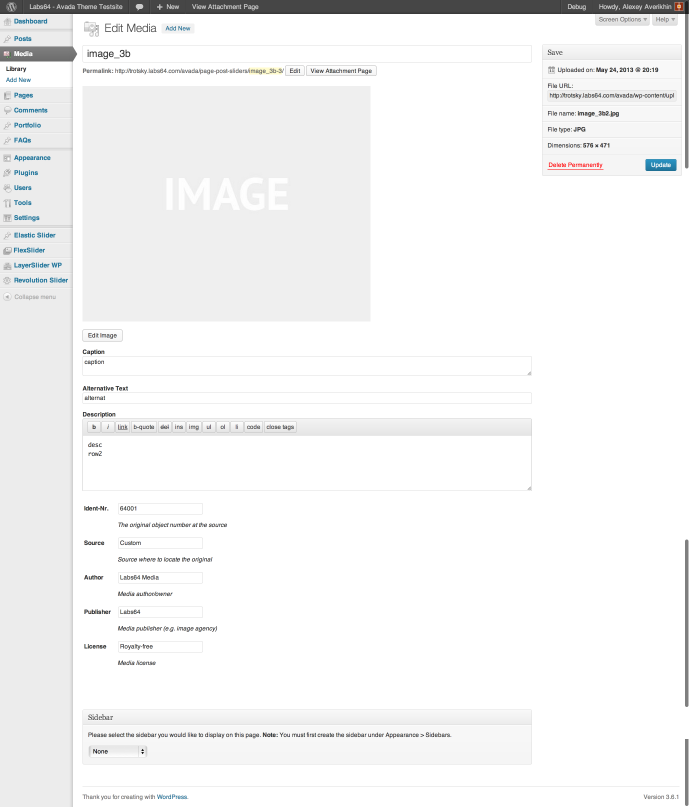 Labs64 - Avada Theme Testsite
+ New
View Attachment Page
Debug
Howdy, Alexey Averikhin
Dashboard
Posts
Media
Library
Add New
Pages
Comments
Portfolio
FAQs
Appearance
Plugins
Users
Tools
Settings
Elastic Slider
FlexSlider
LayerSlider WP
Revolution Slider
Collapse menu
Screen Options
Help
Edit Media
Add New
image_3b
Permalink: http://trotsky.labs64.com/avada/page-post-sliders/image_3b-3/
Edit
View Attachment Page
IMAGE
Edit Image
Caption
caption
Alternative Text
alternat
Description
b
i
link
b-quote
del
ins
img
ul
ol
li
code
close tags
desc
row2
Ident-Nr.
64001
The original object number at the source
Source
Custom
Source where to locate the original
Author
Labs64 Media
Media author/owner
Publisher
Labs64
Media publisher (e.g. image agency)
License
Royalty-free
Media license
Sidebar
Please select the sidebar you would like to display on this page. Note: You must first create the sidebar under Appearance > Sidebars.
None
Save
Uploaded on: May 24, 2013 @ 20:19
File URL:
http://trotsky.labs64.com/avada/wp-content/upl
File name: image_3b2.jpg
File type: JPG
Dimensions: 576 × 471
Delete Permanently
Update
Thank you for creating with WordPress.
Version 3.6.1